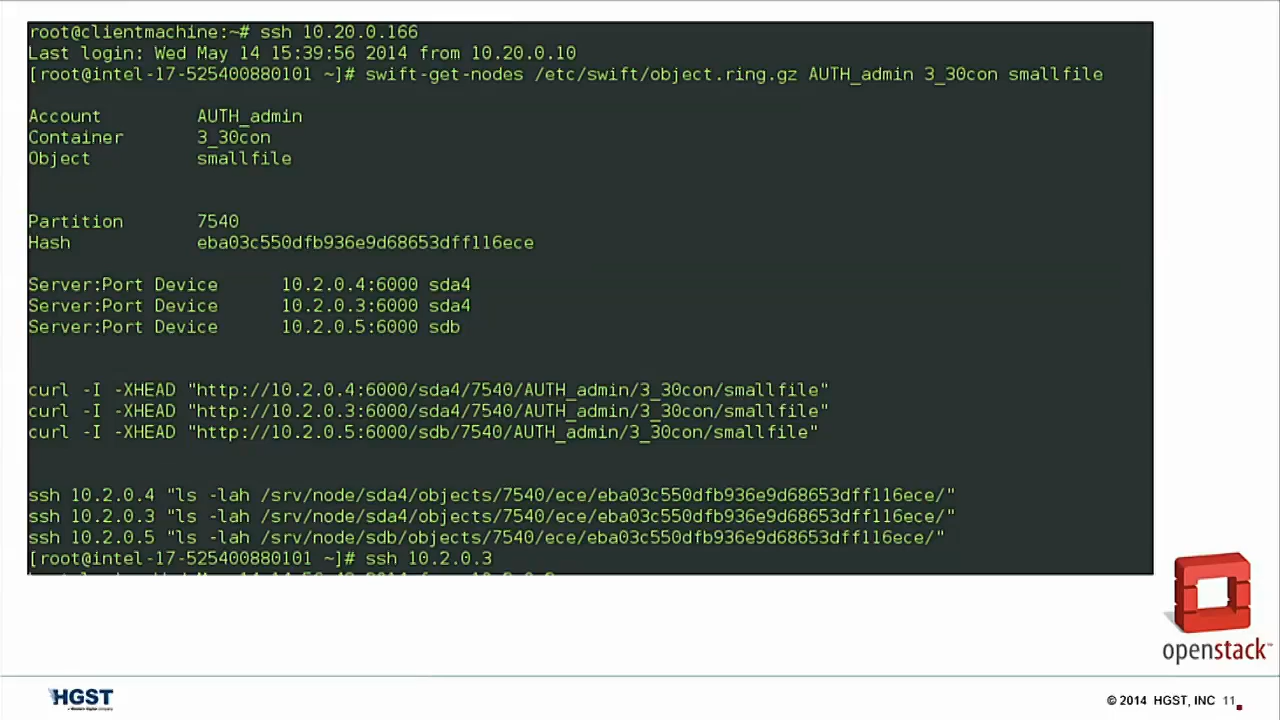 root@clientmachine:~# ssh 10.20.0.166
Last login: Wed May 14 15:39:56 2014 from 10.20.0.10
[root@intel-17-525400880101 ~]# swift-get-nodes /etc/swift/object.ring.gz AUTH_admin 3_30con smallfile
Account AUTH_admin
Container 3_30con
Object smallfile
Partition 7540
Hash eba03c550dfb936e9d68653dff116ece
Server:Port Device 10.2.0.4:6000 sda4
Server:Port Device 10.2.0.3:6000 sda4
Server:Port Device 10.2.0.5:6000 sdb
curl -I -XHEAD "http://10.2.0.4:6000/sda4/7540/AUTH_admin/3_30con/smallfile"
curl -I -XHEAD "http://10.2.0.3:6000/sda4/7540/AUTH_admin/3_30con/smallfile"
curl -I -XHEAD "http://10.2.0.5:6000/sdb/7540/AUTH_admin/3_30con/smallfile"
ssh 10.2.0.4 "ls -lah /srv/node/sda4/objects/7540/ece/eba03c550dfb936e9d68653dff116ece/"
ssh 10.2.0.3 "ls -lah /srv/node/sda4/objects/7540/ece/eba03c550dfb936e9d68653dff116ece/"
ssh 10.2.0.5 "ls -lah /srv/node/sdb/objects/7540/ece/eba03c550dfb936e9d68653dff116ece/"
[root@intel-17-525400880101 ~]# ssh 10.2.0.3
openstack™
HGST
© 2014 HGST, INC 11